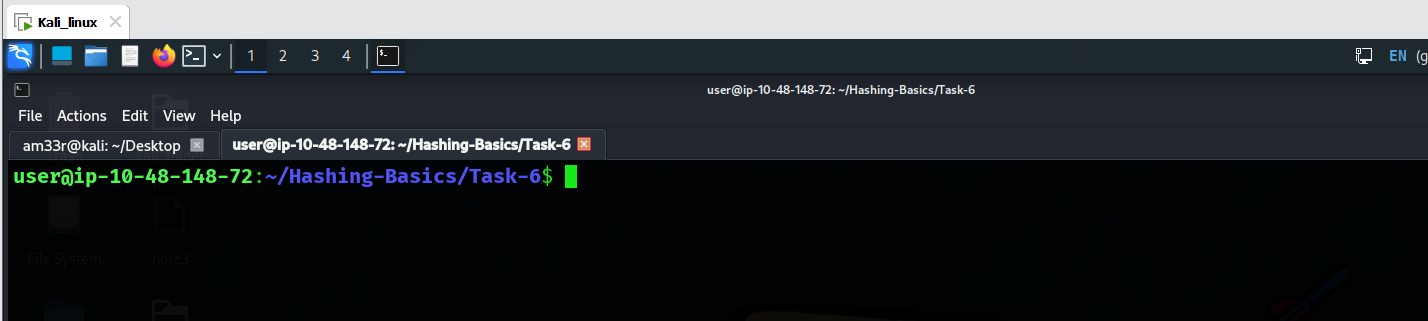 Kali_linux
1 2 3 4 EN (g
user@ip-10-48-148-72: ~/Hashing-Basics/Task-6
File Actions Edit View Help
am33r@kali: ~/Desktop user@ip-10-48-148-72: ~/Hashing-Basics/Task-6
user@ip-10-48-148-72:~/Hashing-Basics/Task-6$
File System note3